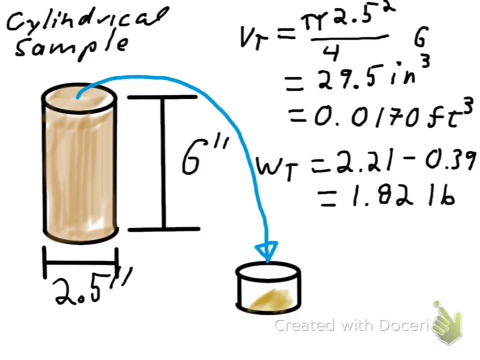 Cylindrical
Sample
V_T = π2.5²/4 6
= 29.5 in³
= 0.0170 ft³
W_T = 2.21 - 0.39
= 1.82 lb
6"
2.5"
Created with Doceri